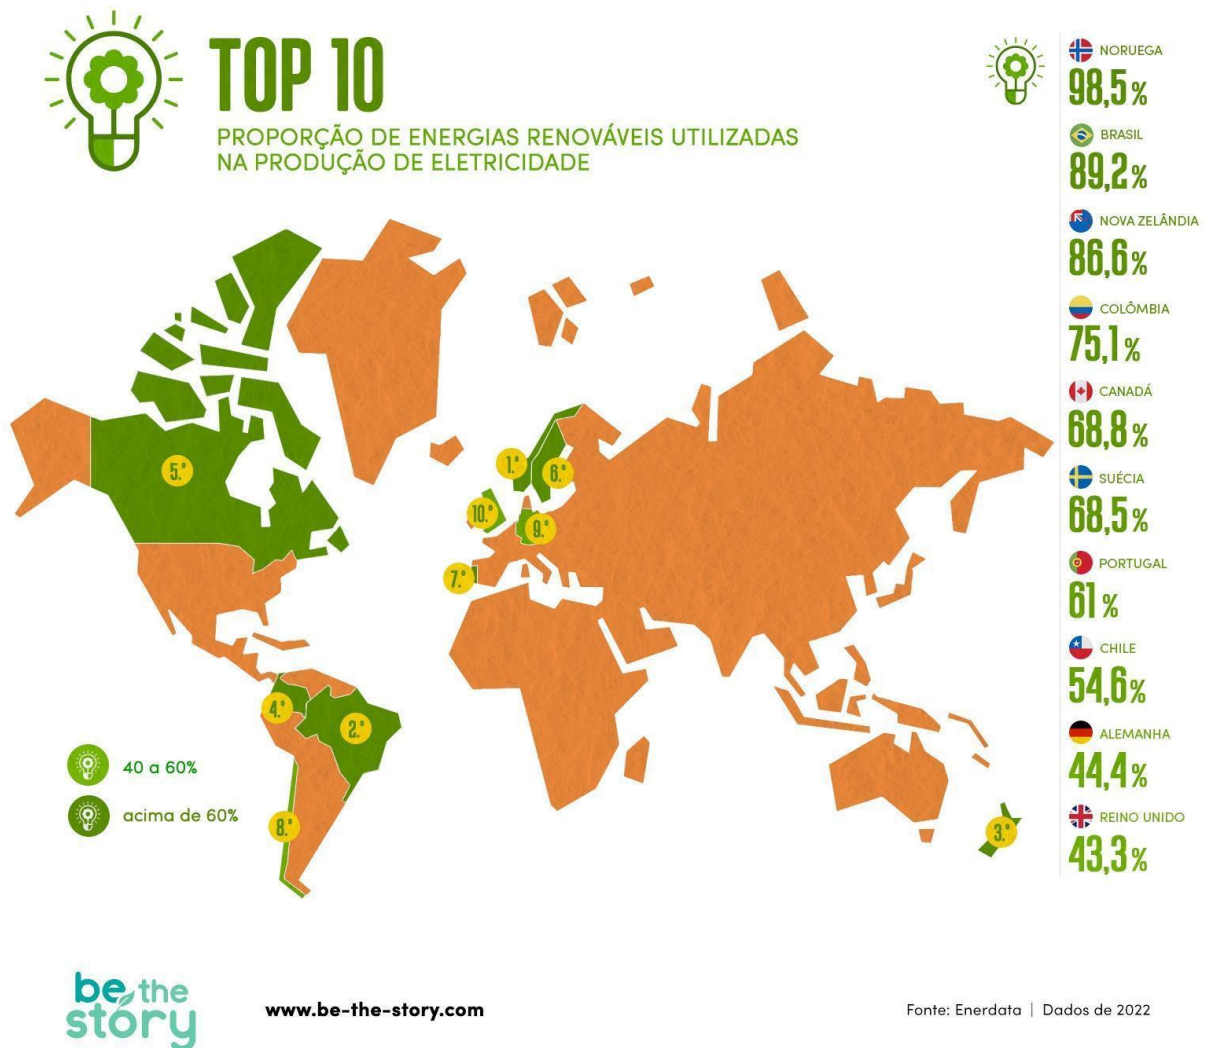 TOP 10
PROPORÇÃO DE ENERGIAS RENOVÁVEIS UTILIZADAS
NA PRODUÇÃO DE ELETRICIDADE
NORUEGA
98,5%
BRASIL
89,2%
NOVA ZELÂNDIA
86,6%
COLÔMBIA
75,1%
CANADÁ
68,8%
SUÉCIA
68,5%
PORTUGAL
61%
CHILE
54,6%
ALEMANHA
44,4%
REINO UNIDO
43,3%
5.º
1.º
6.º
10.º
9.º
7.º
4.º
2.º
8.º
3.º
40 a 60%
acima de 60%
be the
story
www.be-the-story.com
Fonte: Enerdata | Dados de 2022